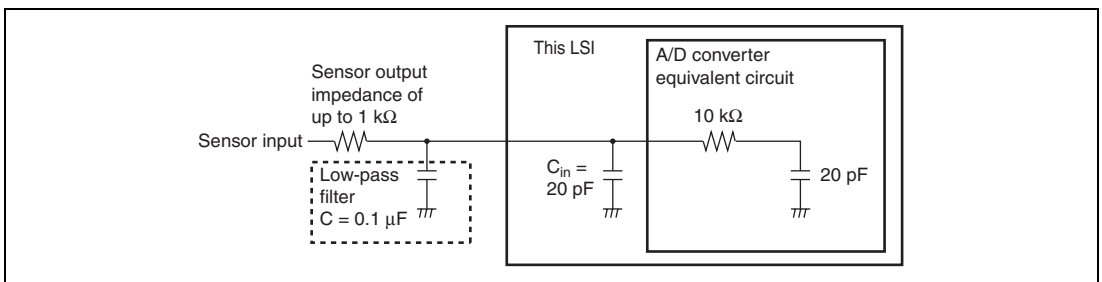 This LSI
A/D converter
equivalent circuit
Sensor output
impedance of
up to 1 kΩ
10 kΩ
Sensor input
Low-pass
filter
C = 0.1 μF
Cin =
20 pF
20 pF